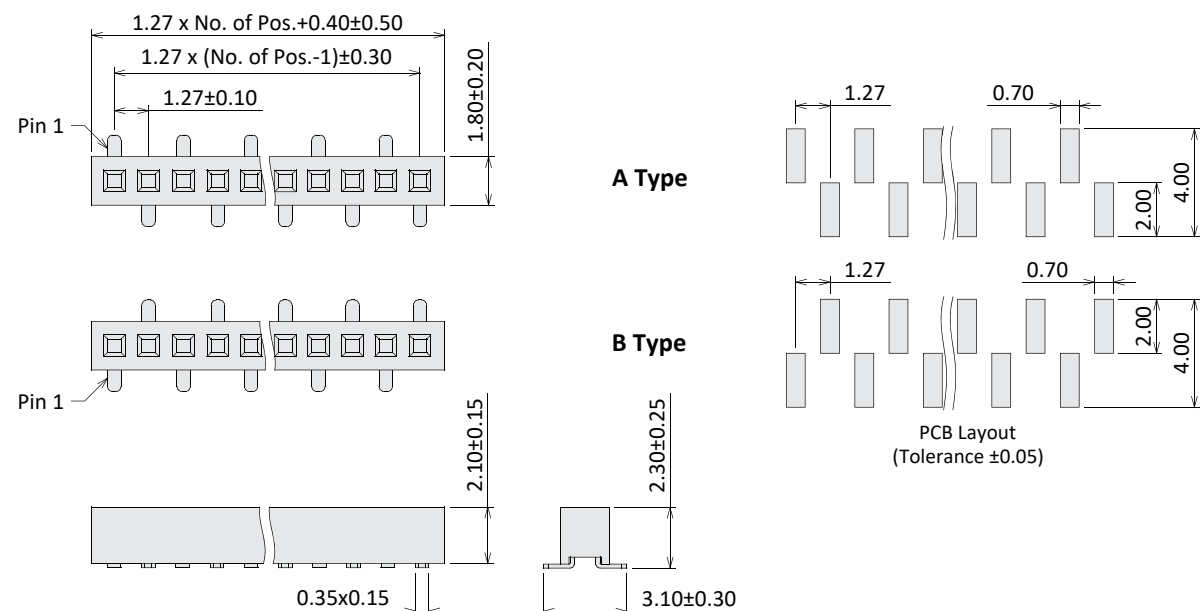 1.27 x No. of Pos.+0.40±0.50
1.27 x (No. of Pos.-1)±0.30
1.27±0.10
1.80±0.20
Pin 1
A Type
1.27
0.70
2.00
4.00
Pin 1
B Type
1.27
0.70
2.00
4.00
PCB Layout
(Tolerance ±0.05)
2.10±0.15
2.30±0.25
0.35x0.15
3.10±0.30